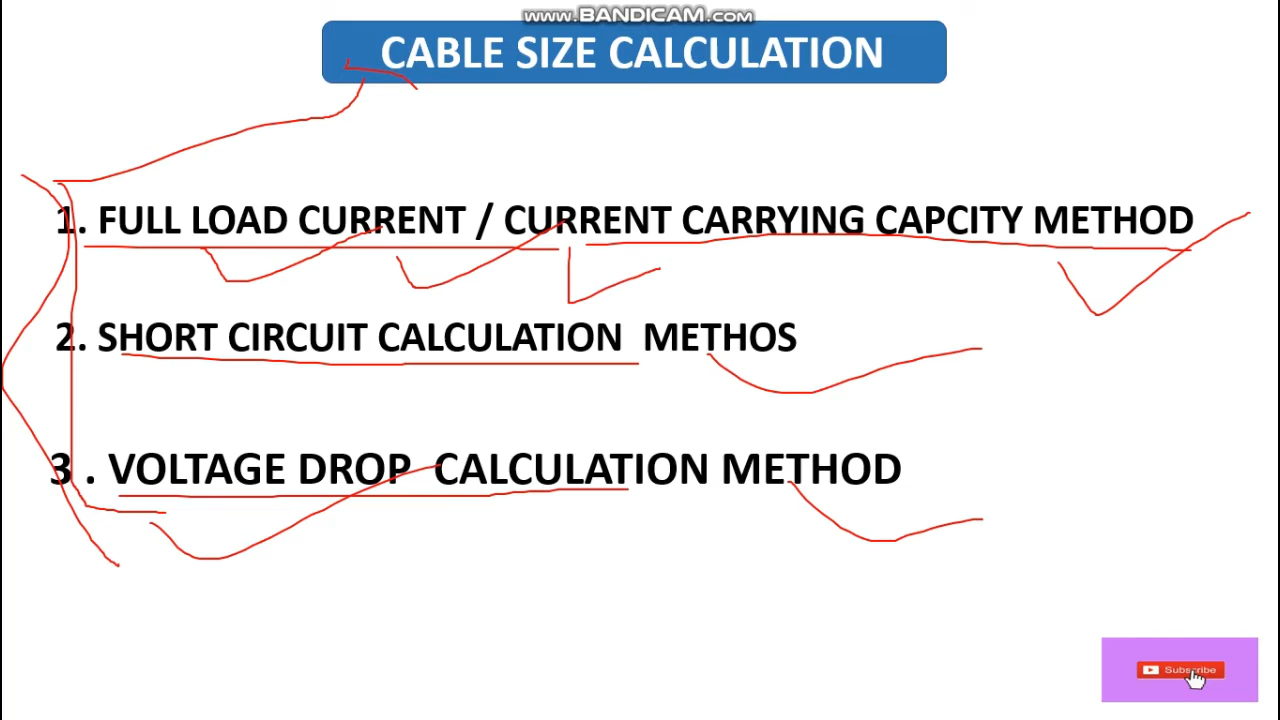 www.BANDICAM.com
CABLE SIZE CALCULATION
1. FULL LOAD CURRENT / CURRENT CARRYING CAPCITY METHOD
2. SHORT CIRCUIT CALCULATION METHOS
3 . VOLTAGE DROP CALCULATION METHOD
Subscribe